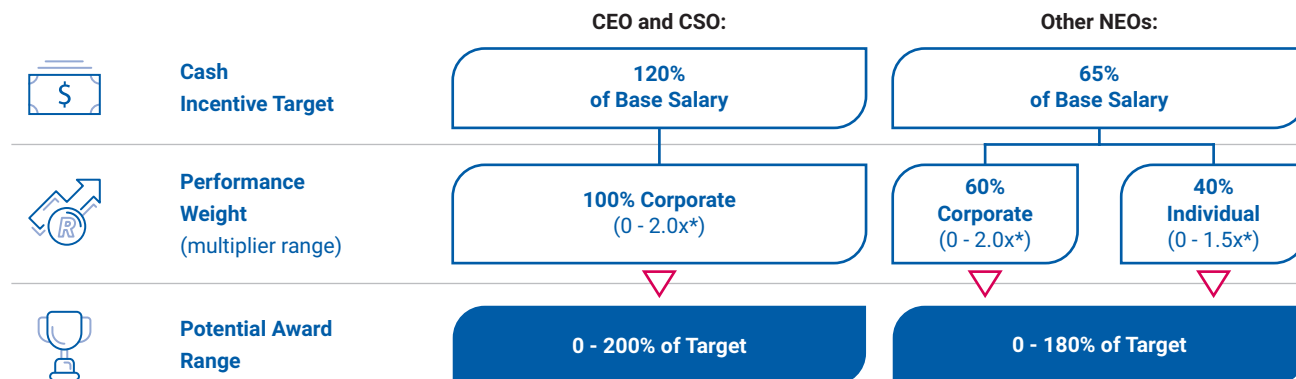 CEO and CSO:
Other NEOs:
$
Cash
Incentive Target
120%
of Base Salary
65%
of Base Salary
R
Performance
Weight
(multiplier range)
100% Corporate
(0 - 2.0x*)
60%
Corporate
(0 - 2.0x*)
40%
Individual
(0 - 1.5x*)
Potential Award
Range
0 - 200% of Target
0 - 180% of Target